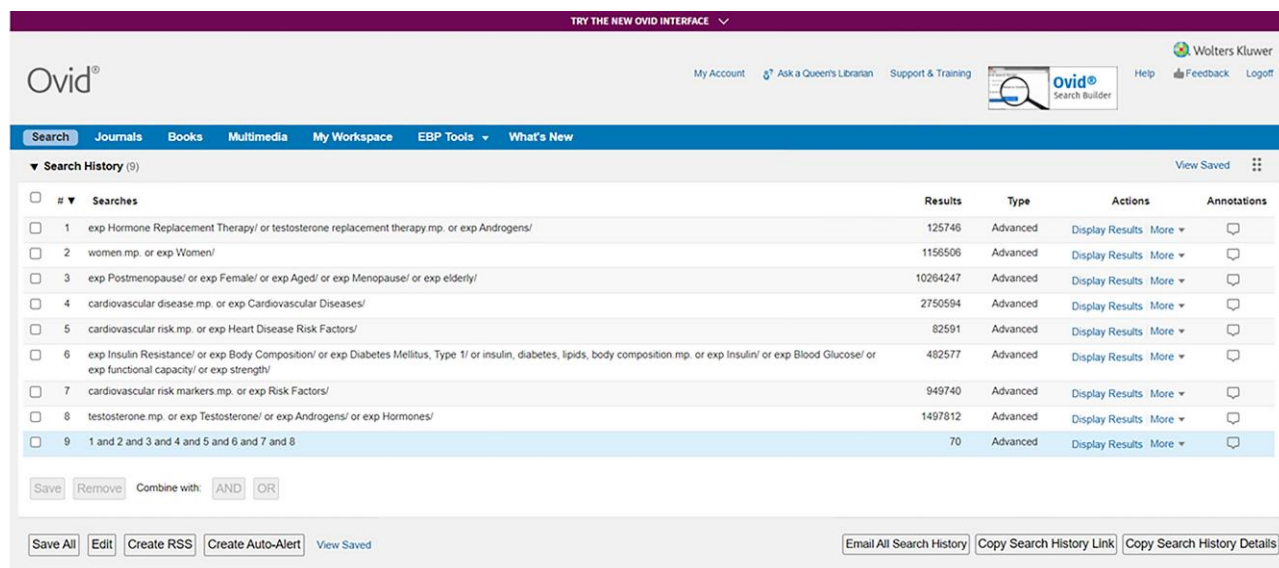 TRY THE NEW OVID INTERFACE
Wolters Kluwer
Ovid®
My Account Ask a Queen's Librarian Support & Training Ovid® Search Builder Help Feedback Logoff
Search Journals Books Multimedia My Workspace EBP Tools What's New
Search History (9) View Saved
# Searches Results Type Actions Annotations
1 exp Hormone Replacement Therapy/ or testosterone replacement therapy.mp. or exp Androgens/ 125746 Advanced Display Results More
2 women.mp. or exp Women/ 1156506 Advanced Display Results More
3 exp Postmenopause/ or exp Female/ or exp Aged/ or exp Menopause/ or exp elderly/ 10264247 Advanced Display Results More
4 cardiovascular disease.mp. or exp Cardiovascular Diseases/ 2750594 Advanced Display Results More
5 cardiovascular risk.mp. or exp Heart Disease Risk Factors/ 82591 Advanced Display Results More
6 exp Insulin Resistance/ or exp Body Composition/ or exp Diabetes Mellitus, Type 1/ or insulin, diabetes, lipids, body composition.mp. or exp Insulin/ or exp Blood Glucose/ or 482577 Advanced Display Results More
exp functional capacity/ or exp strength/
7 cardiovascular risk markers.mp. or exp Risk Factors/ 949740 Advanced Display Results More
8 testosterone.mp. or exp Testosterone/ or exp Androgens/ or exp Hormones/ 1497812 Advanced Display Results More
9 1 and 2 and 3 and 4 and 5 and 6 and 7 and 8 70 Advanced Display Results More
Save Remove Combine with: AND OR
Save All Edit Create RSS Create Auto-Alert View Saved Email All Search History Copy Search History Link Copy Search History Details